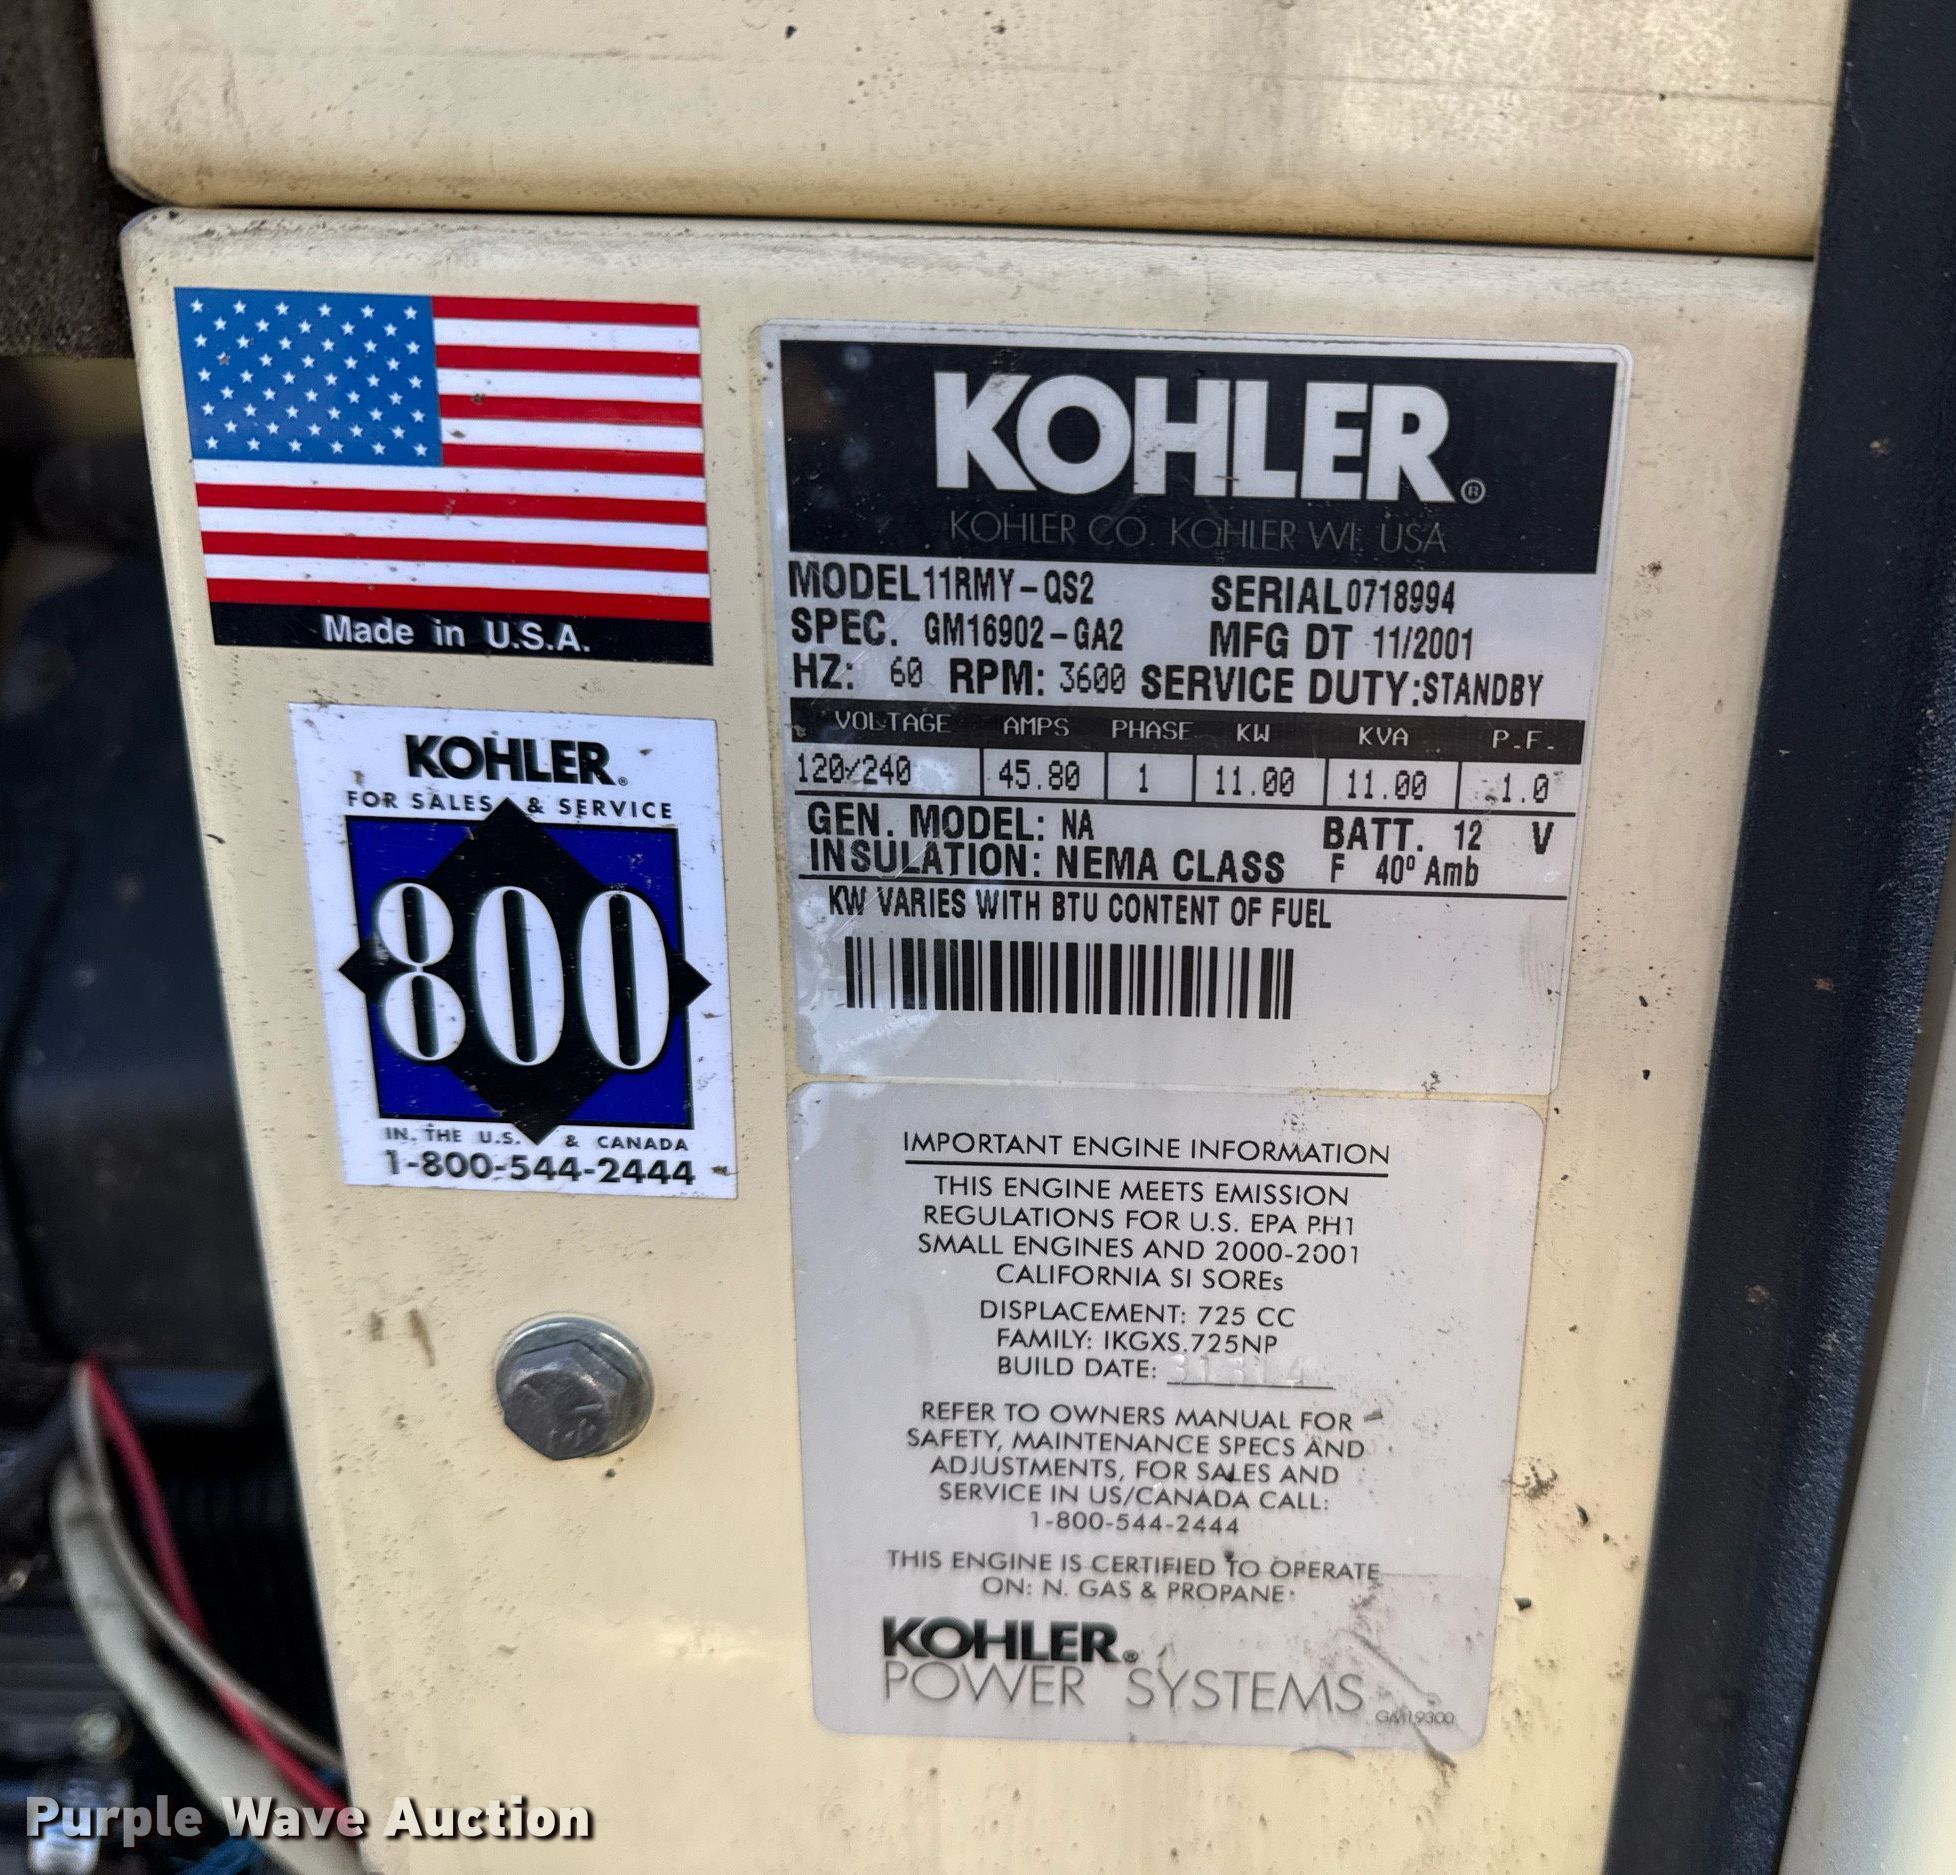 Made in U.S.A.
KOHLER®
FOR SALES & SERVICE
800
IN THE U.S. & CANADA
1-800-544-2444
KOHLER®
KOHLER CO. KOHLER WI. USA
MODEL 11RMY-QS2 SERIAL 0718994
SPEC. GM16902-GA2 MFG DT 11/2001
HZ: 60 RPM: 3600 SERVICE DUTY: STANDBY
VOLTAGE AMPS PHASE KW KVA P.F.
120/240 45.80 1 11.00 11.00 1.0
GEN. MODEL: NA BATT. 12 V
INSULATION: NEMA CLASS F 40° Amb
KW VARIES WITH BTU CONTENT OF FUEL
IMPORTANT ENGINE INFORMATION
THIS ENGINE MEETS EMISSION
REGULATIONS FOR U.S. EPA PH1
SMALL ENGINES AND 2000-2001
CALIFORNIA SI SOREs
DISPLACEMENT: 725 CC
FAMILY: IKGXS.725NP
BUILD DATE:
REFER TO OWNERS MANUAL FOR
SAFETY, MAINTENANCE SPECS AND
ADJUSTMENTS, FOR SALES AND
SERVICE IN US/CANADA CALL:
1-800-544-2444
THIS ENGINE IS CERTIFIED TO OPERATE
ON: N. GAS & PROPANE
KOHLER®
POWER SYSTEMS
GM19300
Purple Wave Auction